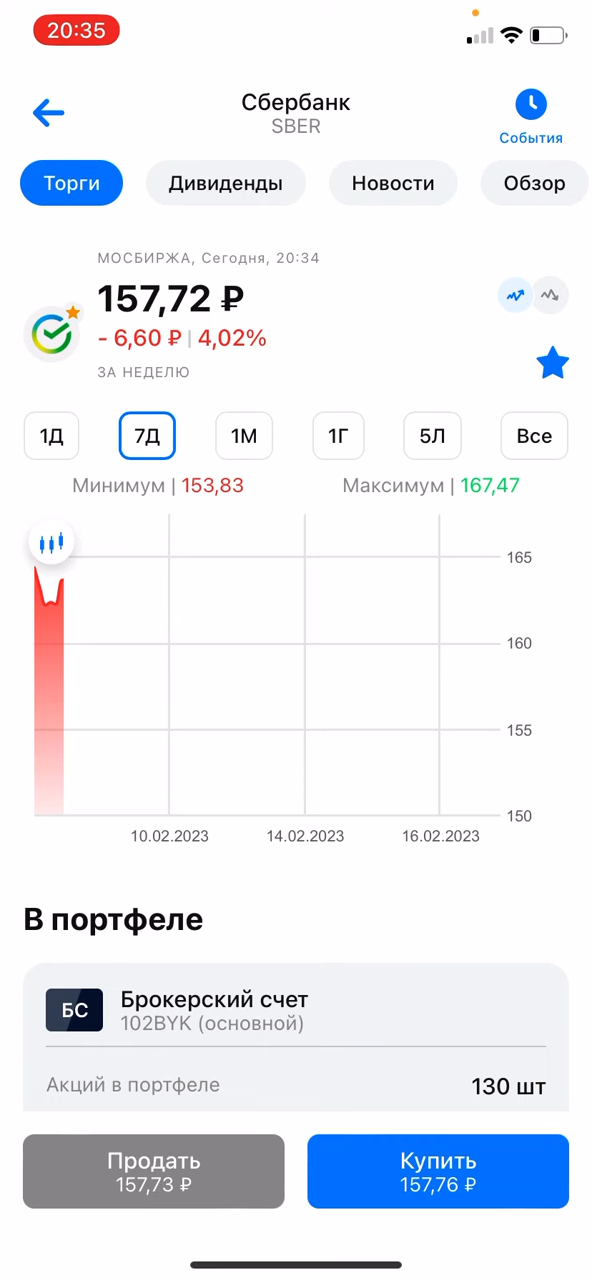 20:35
Сбербанк
SBER
События
Торги
Дивиденды
Новости
Обзор
МОСБИРЖА, Сегодня, 20:34
157,72 ₽
- 6,60 ₽ | 4,02%
ЗА НЕДЕЛЮ
1Д
7Д
1М
1Г
5Л
Все
Минимум | 153,83
Максимум | 167,47
165
160
155
150
10.02.2023
14.02.2023
16.02.2023
В портфеле
БС
Брокерский счет
102BYK (основной)
Акций в портфеле
130 шт
Продать
157,73 ₽
Купить
157,76 ₽